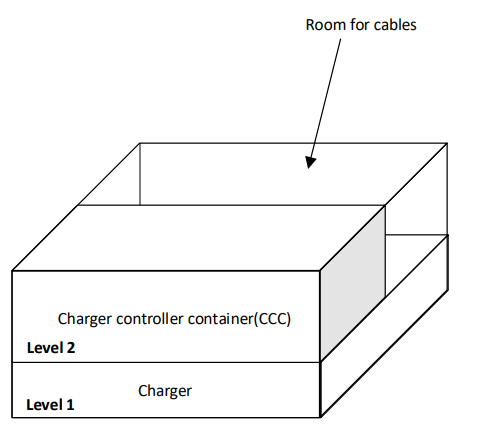 Room for cables
Charger controller container(CCC)
Level 2
Charger
Level 1